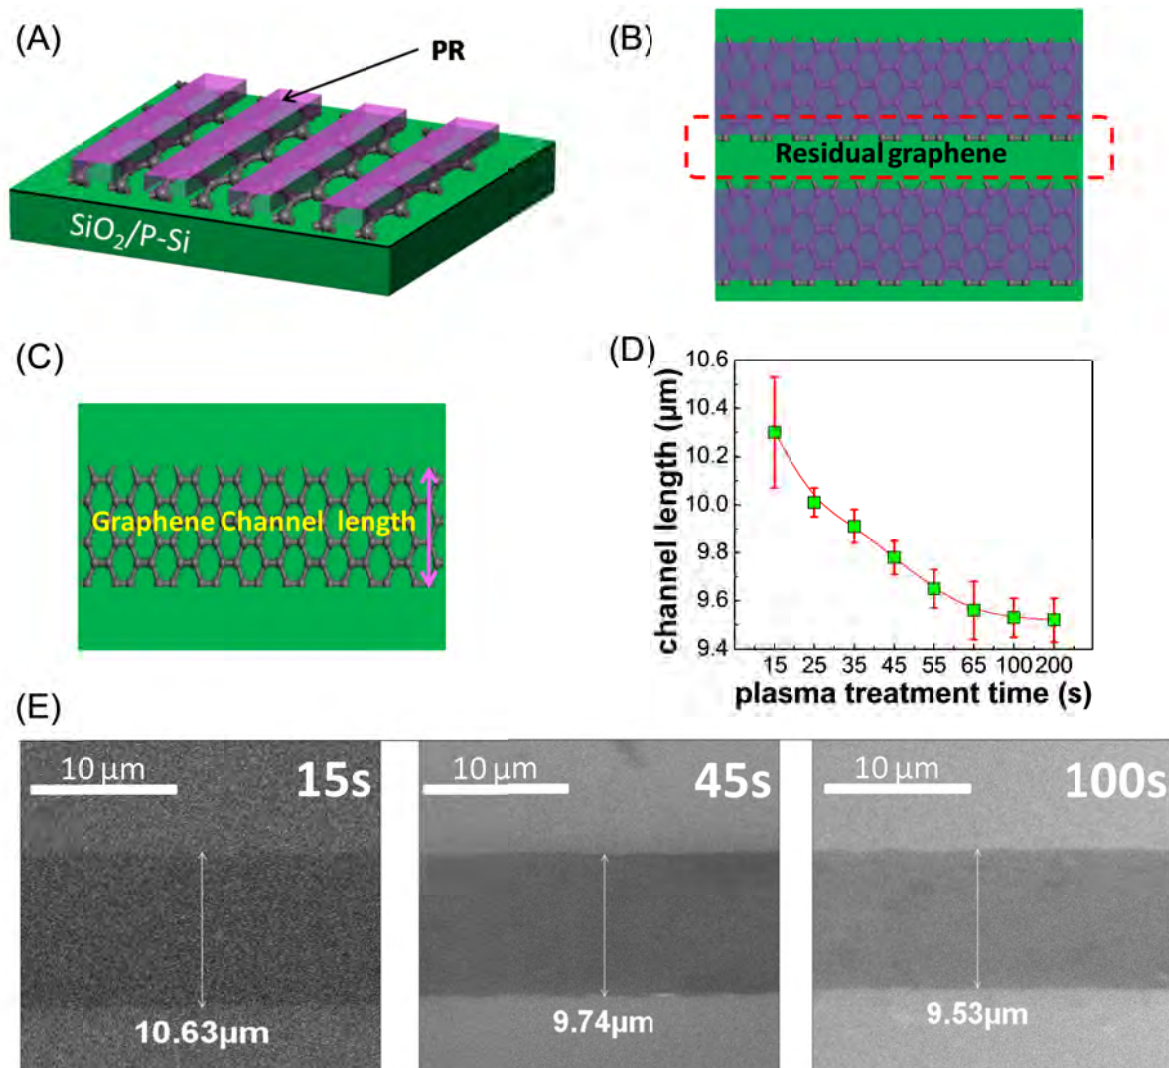 (A)
PR
SiO₂/P-Si
(B)
Residual graphene
(C)
Graphene Channel length
(D)
channel length (μm)
10.6
10.4
10.2
10.0
9.8
9.6
9.4
15 25 35 45 55 65 100 200
plasma treatment time (s)
(E)
10 μm
15s
10.63μm
10 μm
45s
9.74μm
10 μm
100s
9.53μm